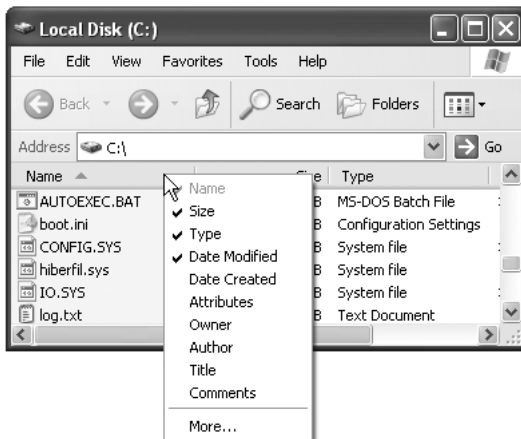 Local Disk (C:)
File Edit View Favorites Tools Help
Back Search Folders
Address C:\ Go
Name Size Type
AUTOEXEC.BAT B MS-DOS Batch File
boot.ini B Configuration Settings
CONFIG.SYS B System file
hiberfil.sys B System file
IO.SYS B System file
log.txt B Text Document
Name
Size
Type
Date Modified
Date Created
Attributes
Owner
Author
Title
Comments
More...